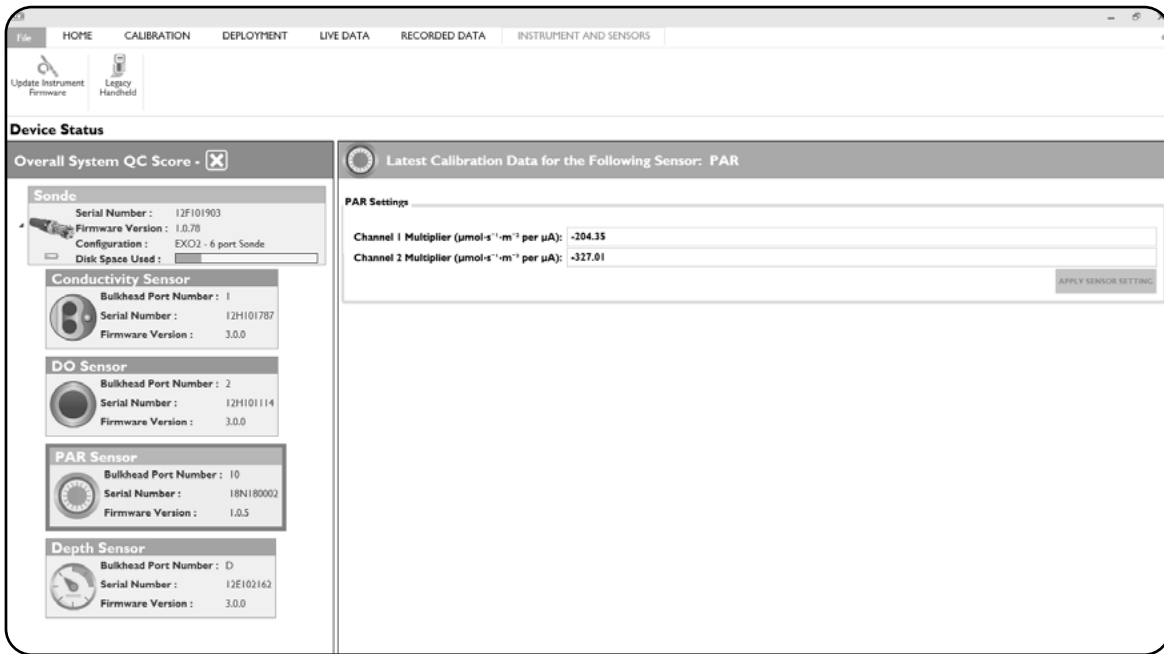 File HOME CALIBRATION DEPLOYMENT LIVE DATA RECORDED DATA INSTRUMENT AND SENSORS
Update Instrument
Firmware
Legacy
Handheld
Device Status
Overall System QC Score -
Sonde
Serial Number : 12F101903
Firmware Version : 1.0.78
Configuration : EXO2 - 6 port Sonde
Disk Space Used :
Conductivity Sensor
Bulkhead Port Number : 1
Serial Number : 12H101787
Firmware Version : 3.0.0
DO Sensor
Bulkhead Port Number : 2
Serial Number : 12H101114
Firmware Version : 3.0.0
PAR Sensor
Bulkhead Port Number : 10
Serial Number : 18N180002
Firmware Version : 1.0.5
Depth Sensor
Bulkhead Port Number : D
Serial Number : 12E102162
Firmware Version : 3.0.0
Latest Calibration Data for the Following Sensor: PAR
PAR Settings
Channel 1 Multiplier (µmol·s⁻¹·m⁻² per µA): -204.35
Channel 2 Multiplier (µmol·s⁻¹·m⁻² per µA): -327.01
APPLY SENSOR SETTING